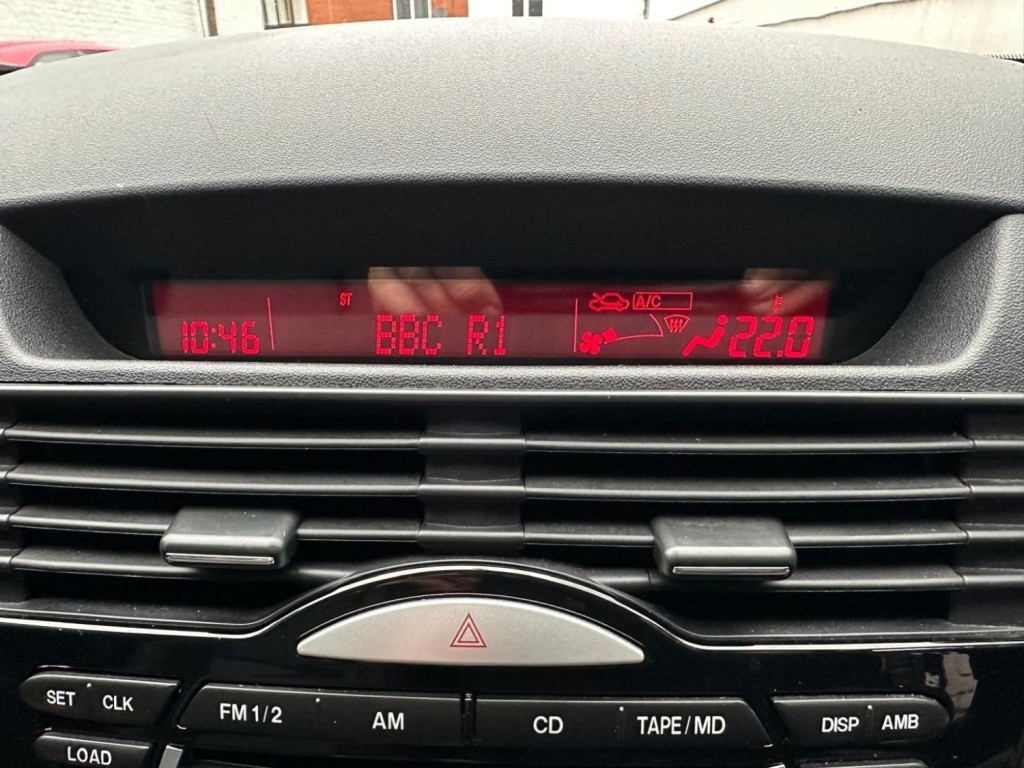 ST
A/C
10:46
BBC R1
22.0
SET CLK
FM 1/2
AM
CD
TAPE/MD
DISP AMB
LOAD